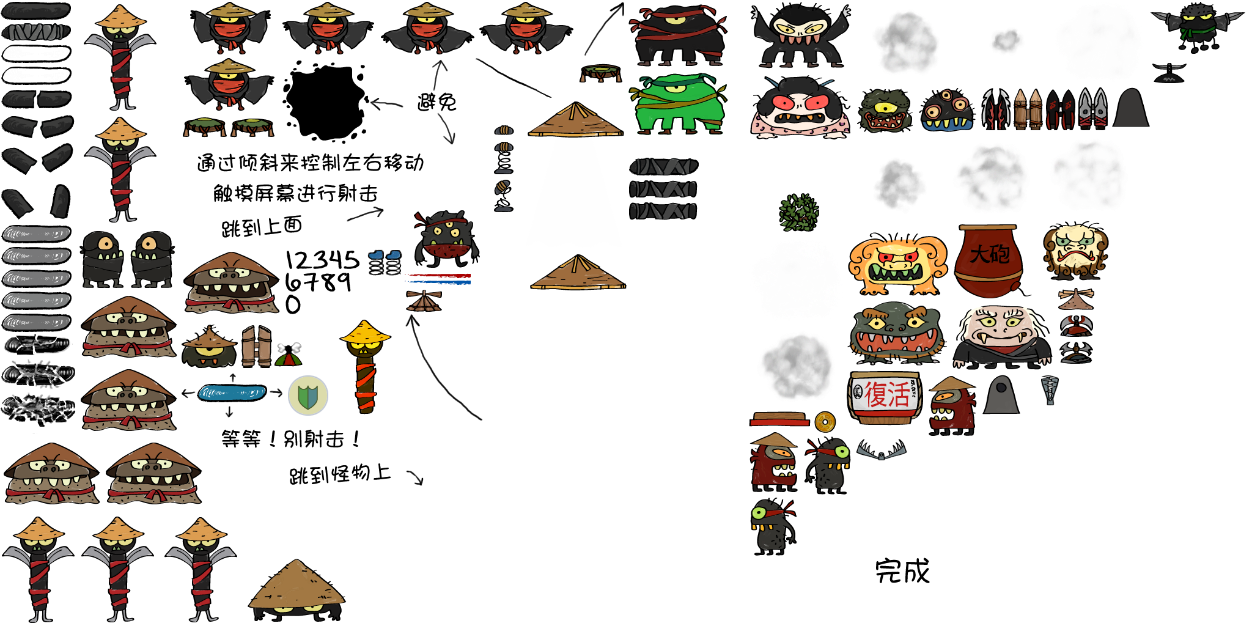 避免
通过倾斜来控制左右移动
触摸屏幕进行射击
跳到上面
12345
6789
0
大砲
復活
等等！别射击！
跳到怪物上
完成